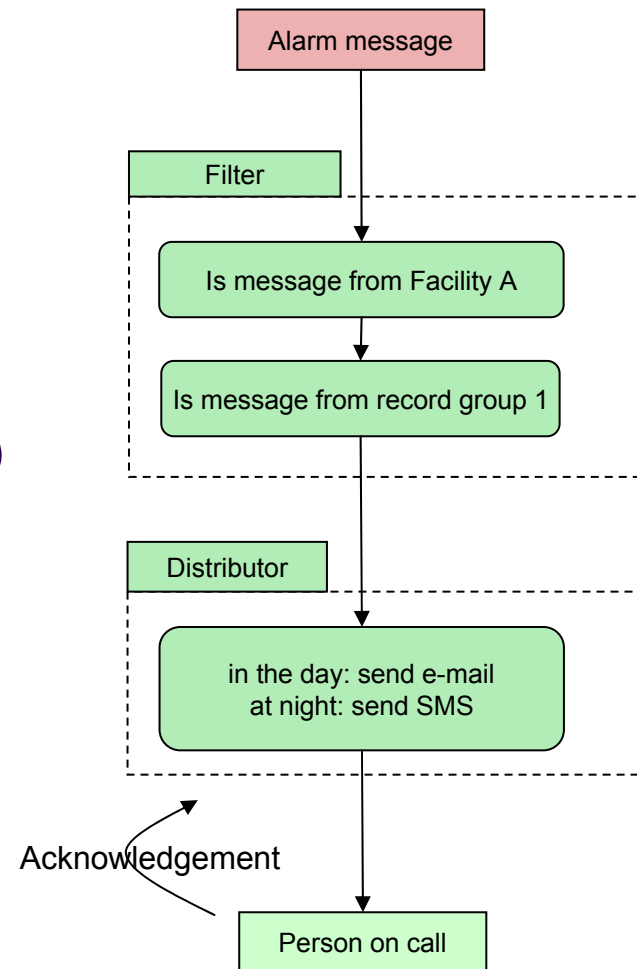 Alarm message
Filter
Is message from Facility A
Is message from record group 1
Distributor
in the day: send e-mail
at night: send SMS
Acknowledgement
Person on call